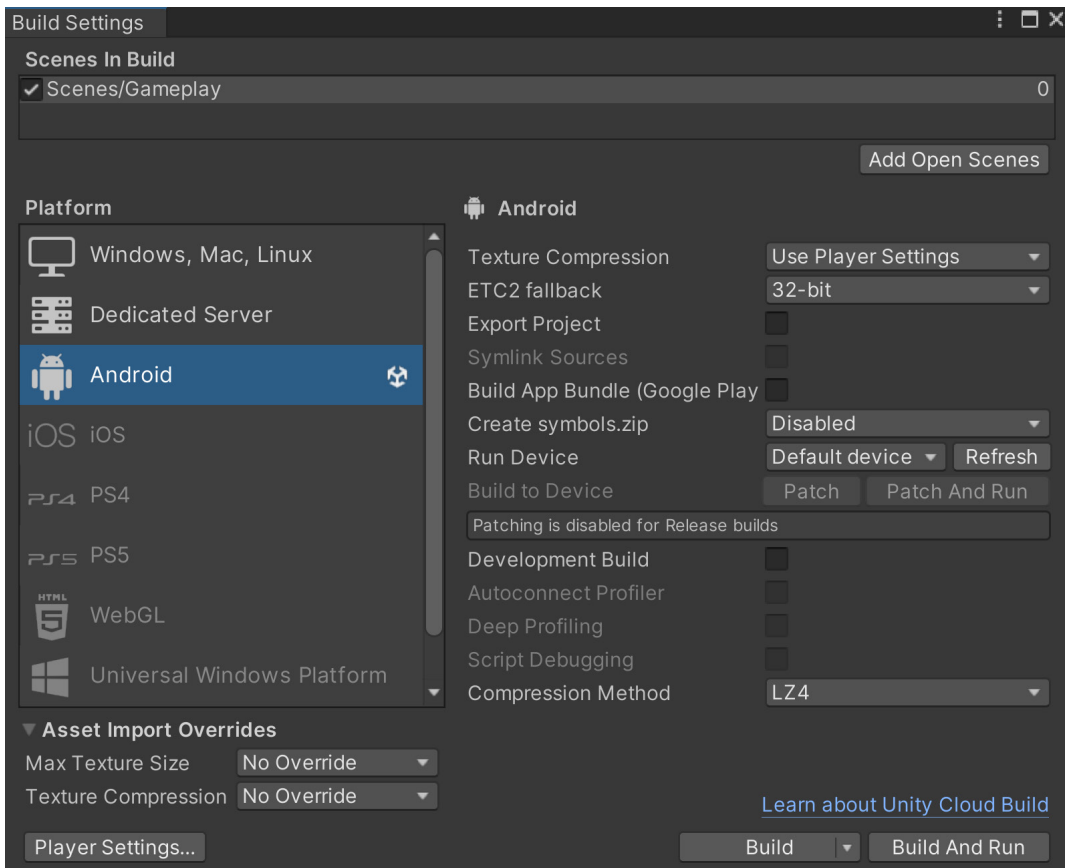 Build Settings
Scenes In Build
Scenes/Gameplay 0
Add Open Scenes
Platform
Windows, Mac, Linux
Dedicated Server
Android
iOS iOS
PS4 PS4
PS5 PS5
HTML 5 WebGL
Universal Windows Platform
Android
Texture Compression Use Player Settings
ETC2 fallback 32-bit
Export Project
Symlink Sources
Build App Bundle (Google Play
Create symbols.zip Disabled
Run Device Default device Refresh
Build to Device Patch Patch And Run
Patching is disabled for Release builds
Development Build
Autoconnect Profiler
Deep Profiling
Script Debugging
Compression Method LZ4
Asset Import Overrides
Max Texture Size No Override
Texture Compression No Override
Learn about Unity Cloud Build
Player Settings... Build Build And Run